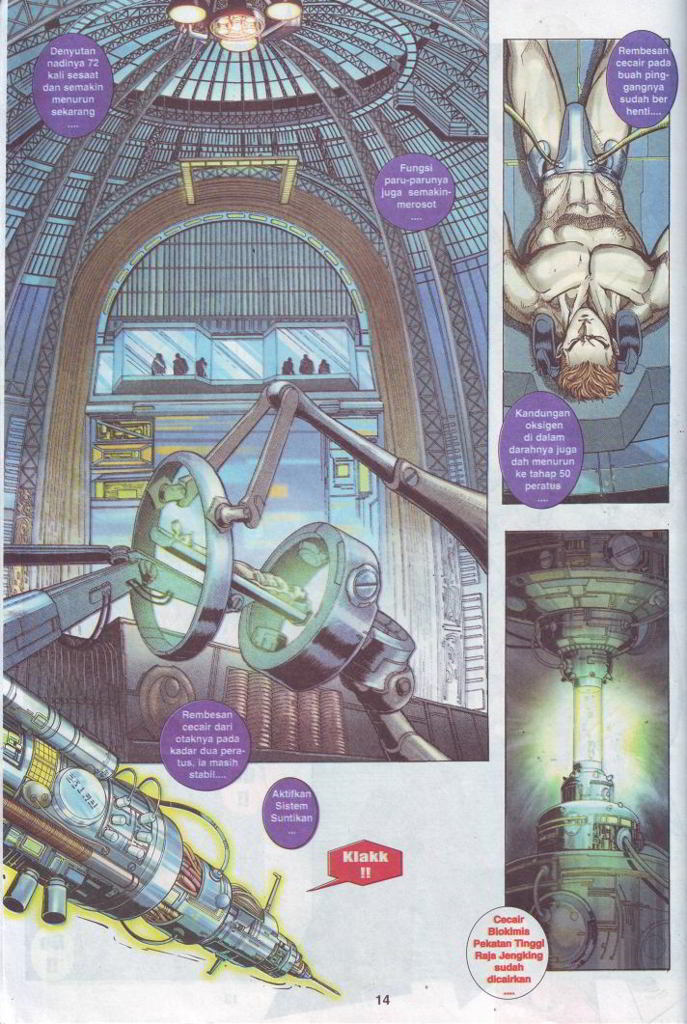 Denyutan
nadinya 72
kali sesaat
dan semakin
menurun
sekarang
....
Fungsi
paru-parunya
juga semakin-
merosot
....
Rembesan
cecair pada
buah ping-
gangnya
sudah ber
henti....
Kandungan
oksigen
di dalam
darahnya juga
dah menurun
ke tahap 50
peratus
....
Rembesan
cecair dari
otaknya pada
kadar dua pera-
tus, ia masih
stabil....
Aktifkan
Sistem
Suntikan
...
Klakk
!!
Cecair
Biokimia
Pekatan Tinggi
Raja Jengking
sudah
dicairkan
....
14